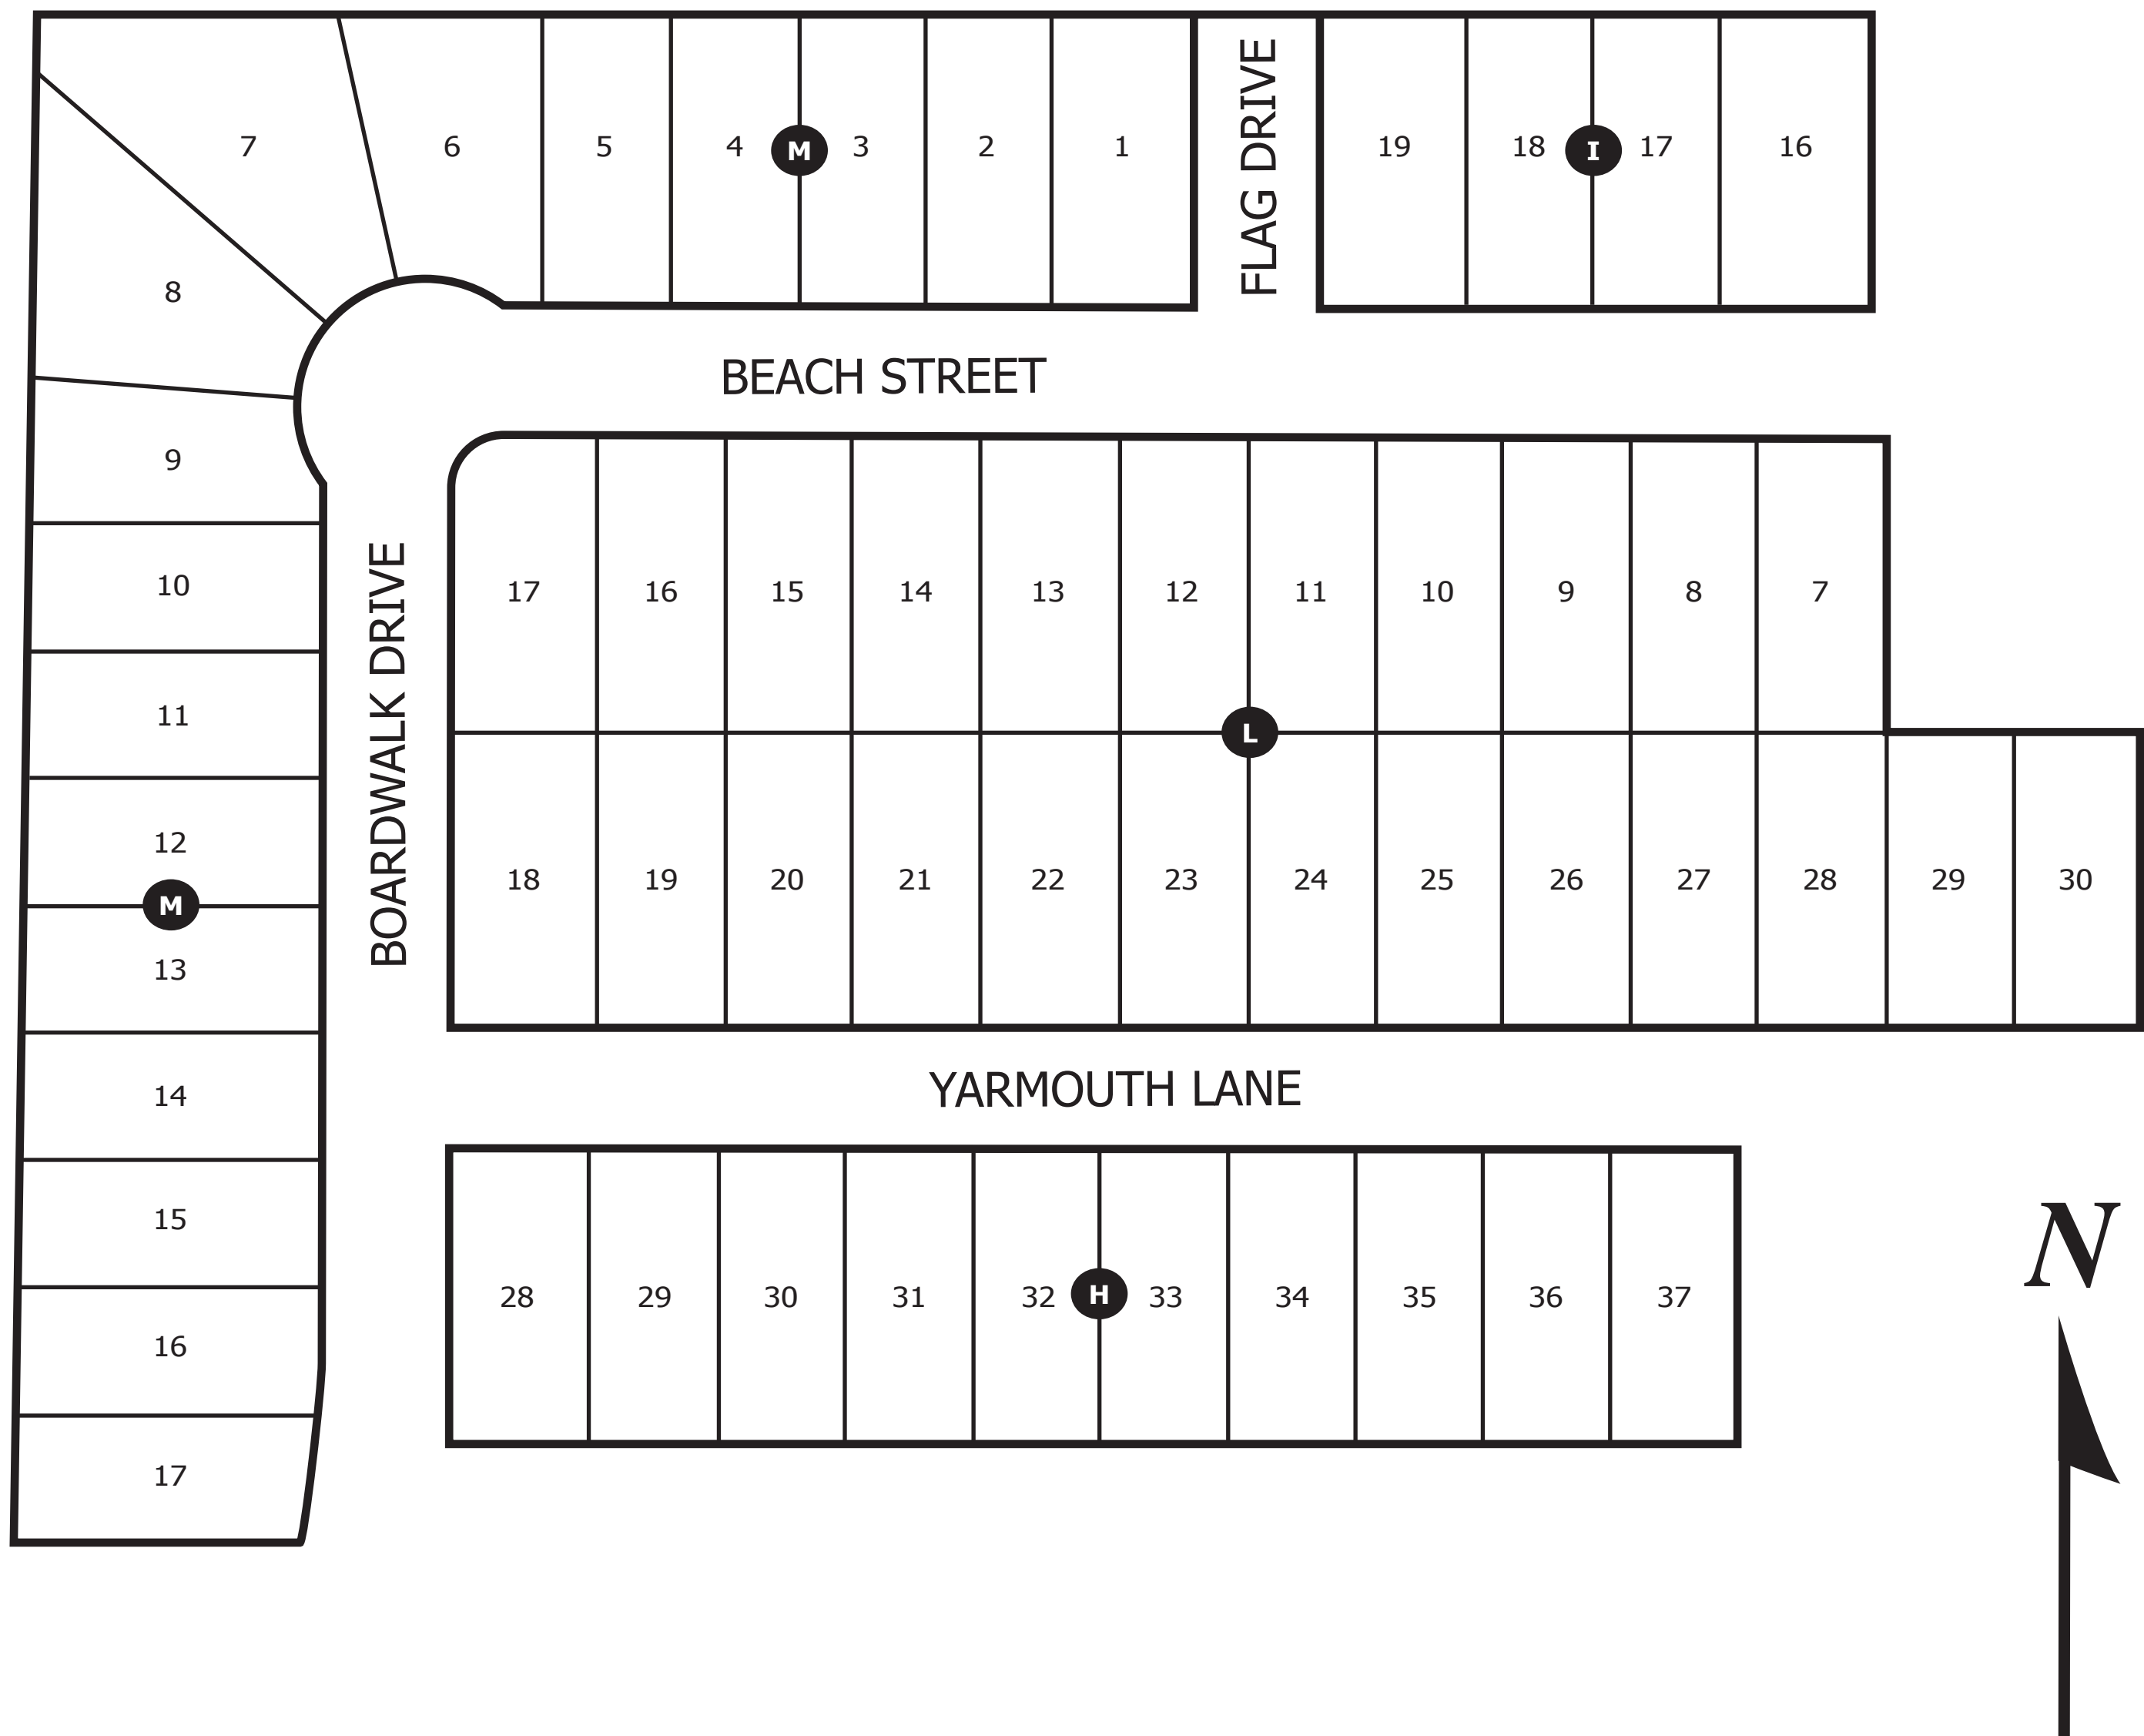 7 6 5 4 M 3 2 1
FLAG DRIVE
19 18 I 17 16
8
BEACH STREET
9
10
11
12
M
13
14
15
16
17
BOARDWALK DRIVE
17 16 15 14 13 12 11 10 9 8 7
L
18 19 20 21 22 23 24 25 26 27 28 29 30
YARMOUTH LANE
28 29 30 31 32 H 33 34 35 36 37
N